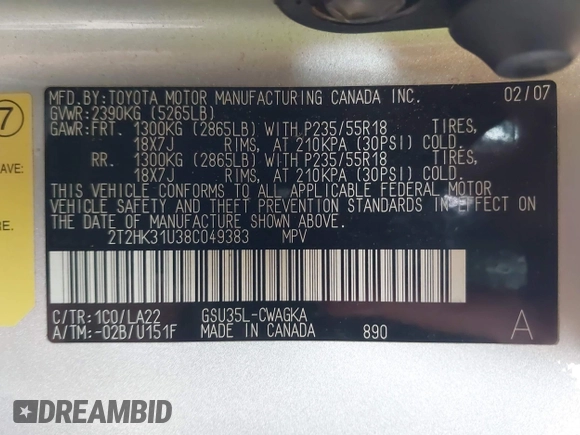 MFD.BY:TOYOTA MOTOR MANUFACTURING CANADA INC. 02/07
GVWR:2390KG (5265LB)
GAWR:FRT. 1300KG (2865LB) WITH P235/55R18 TIRES,
18X7J RIMS, AT 210KPA (30PSI) COLD.
RR. 1300KG (2865LB) WITH P235/55R18 TIRES,
18X7J RIMS, AT 210KPA (30PSI) COLD.
THIS VEHICLE CONFORMS TO ALL APPLICABLE FEDERAL MOTOR
VEHICLE SAFETY AND THEFT PREVENTION STANDARDS IN EFFECT ON
THE DATE OF MANUFACTURE SHOWN ABOVE.
2T2HK31U38C049383 MPV
C/TR:1C0/LA22 GSU35L-CWAGKA
A/TM:-02B/U151F MADE IN CANADA 890 A
7
AVE:
RE.
DREAMBID